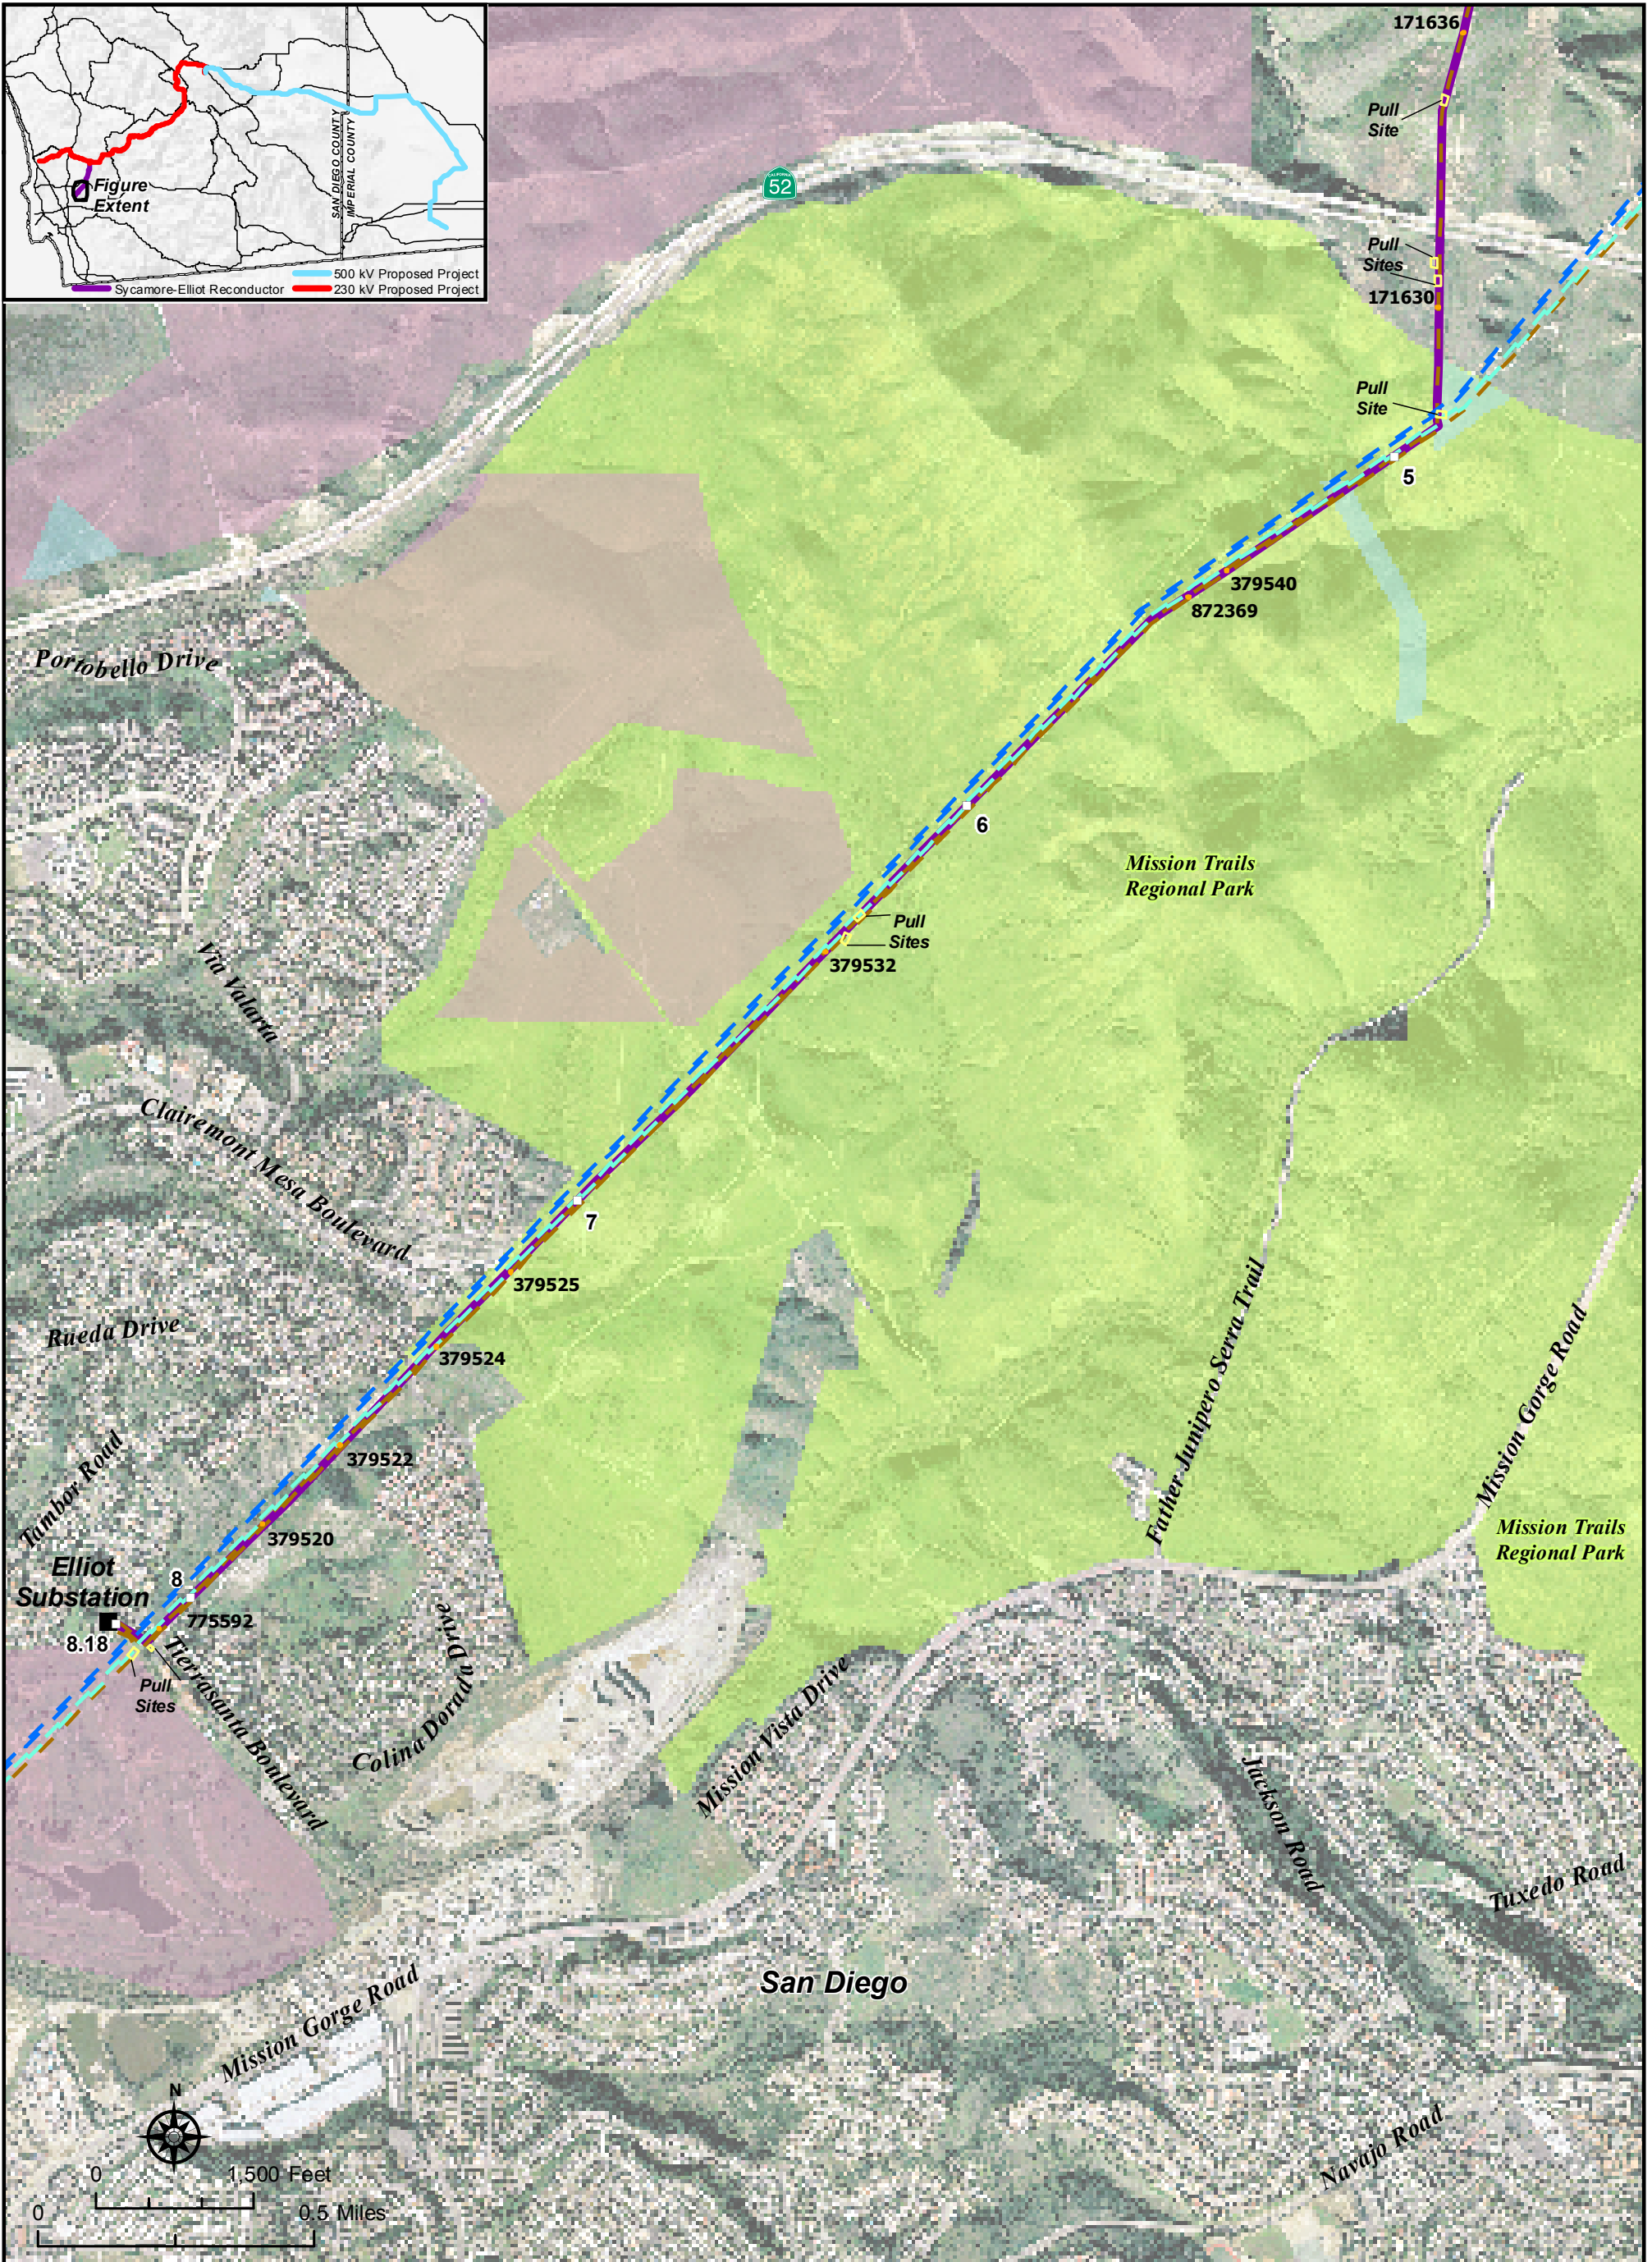 171636
Pull
Site
CALIFORNIA
52
SAN DIEGO COUNTY
IMPERIAL COUNTY
Figure
Extent
500 kV Proposed Project
Sycamore-Elliot Reconductor
230 kV Proposed Project
Pull
Sites
171630
Pull
Site
5
379540
872369
Portobello Drive
6
Mission Trails
Regional Park
Pull
Sites
379532
Via Valarta
Clairemont Mesa Boulevard
7
379525
Rueda Drive
379524
Father Junipero Serra Trail
Mission Gorge Road
379522
Tambor Road
379520
Mission Trails
Regional Park
Elliot
Substation
8
775592
8.18
Pull
Sites
Tierrasanta Boulevard
Colina Dorada Drive
Mission Vista Drive
Jackson Road
Tuxedo Road
San Diego
Mission Gorge Road
N
Navajo Road
0
1,500 Feet
0
0.5 Miles